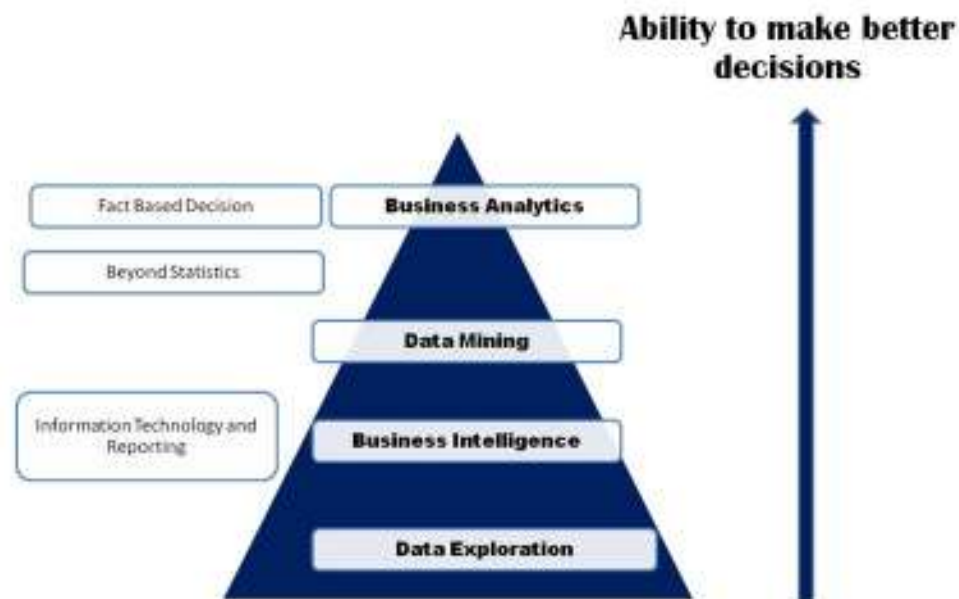 Ability to make better
decisions
Fact Based Decision
Business Analytics
Beyond Statistics
Data Mining
Information Technology and
Reporting
Business Intelligence
Data Exploration